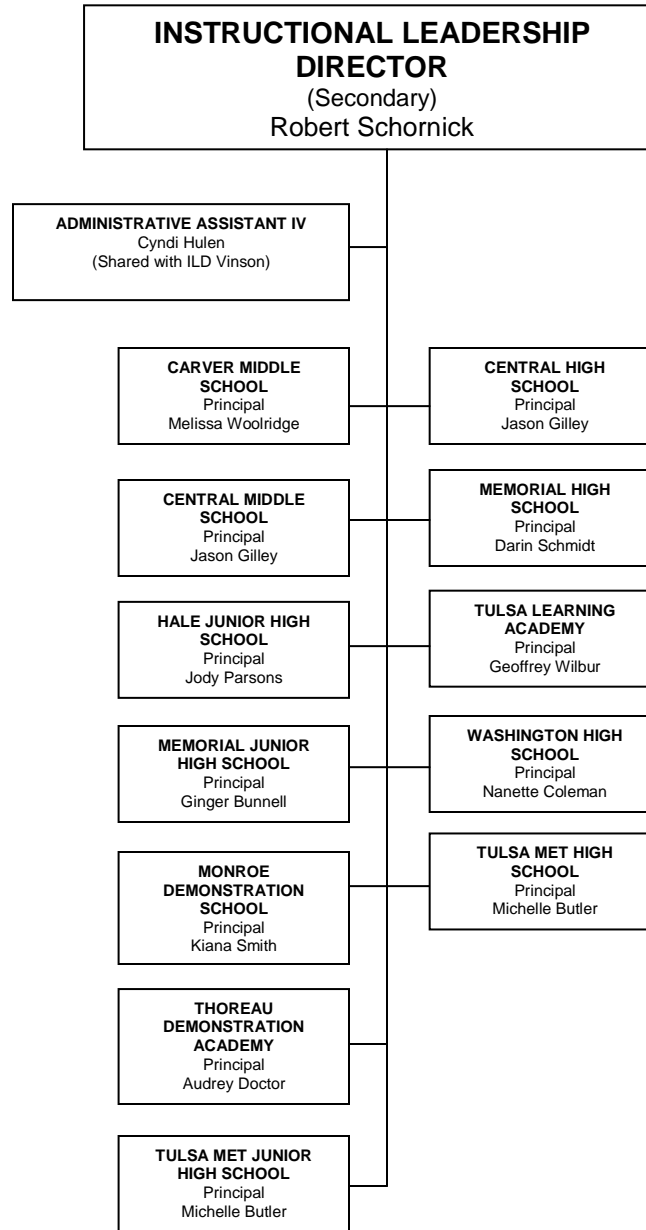 INSTRUCTIONAL LEADERSHIP
DIRECTOR
(Secondary)
Robert Schornick
ADMINISTRATIVE ASSISTANT IV
Cyndi Hulen
(Shared with ILD Vinson)
CARVER MIDDLE
SCHOOL
Principal
Melissa Woolridge
CENTRAL HIGH
SCHOOL
Principal
Jason Gilley
CENTRAL MIDDLE
SCHOOL
Principal
Jason Gilley
MEMORIAL HIGH
SCHOOL
Principal
Darin Schmidt
HALE JUNIOR HIGH
SCHOOL
Principal
Jody Parsons
TULSA LEARNING
ACADEMY
Principal
Geoffrey Wilbur
MEMORIAL JUNIOR
HIGH SCHOOL
Principal
Ginger Bunnell
WASHINGTON HIGH
SCHOOL
Principal
Nanette Coleman
MONROE
DEMONSTRATION
SCHOOL
Principal
Kiana Smith
TULSA MET HIGH
SCHOOL
Principal
Michelle Butler
THOREAU
DEMONSTRATION
ACADEMY
Principal
Audrey Doctor
TULSA MET JUNIOR
HIGH SCHOOL
Principal
Michelle Butler